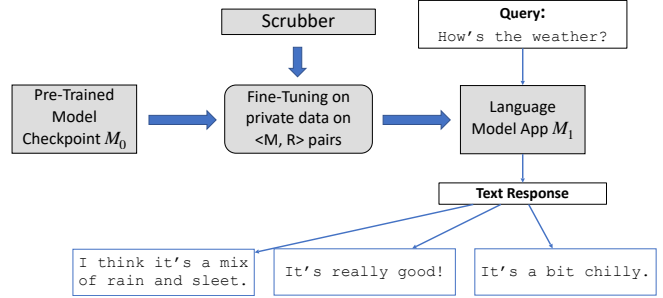 Scrubber
Query:
How's the weather?
Pre-Trained
Model
Checkpoint M0
Fine-Tuning on
private data on
<M, R> pairs
Language
Model App M1
Text Response
I think it's a mix
of rain and sleet.
It's really good!
It's a bit chilly.